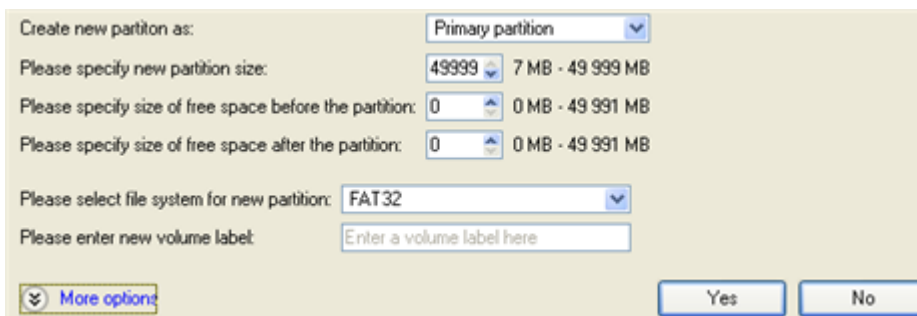 Create new partiton as: Primary partition
Please specify new partition size: 49999 7 MB - 49 999 MB
Please specify size of free space before the partition: 0 0 MB - 49 991 MB
Please specify size of free space after the partition: 0 0 MB - 49 991 MB
Please select file system for new partition: FAT32
Please enter new volume label: Enter a volume label here
More options Yes No